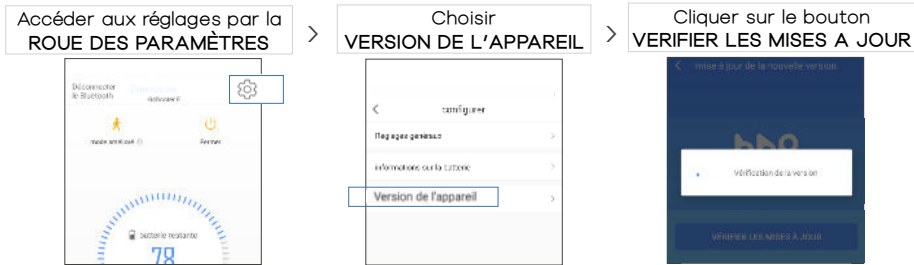 Accéder aux réglages par la
ROUE DES PARAMÈTRES
>
Choisir
VERSION DE L'APPAREIL
>
Cliquer sur le bouton
VERIFIER LES MISES A JOUR
Déconnecter
le Bluetooth
mode amélioré
Fermer
batterie restante
78
< configurer
Réglages généraux >
informations sur la batterie >
Version de l'appareil >
< mise à jour de la nouvelle version
Vérification de la version
VÉRIFIER LES MISES À JOUR